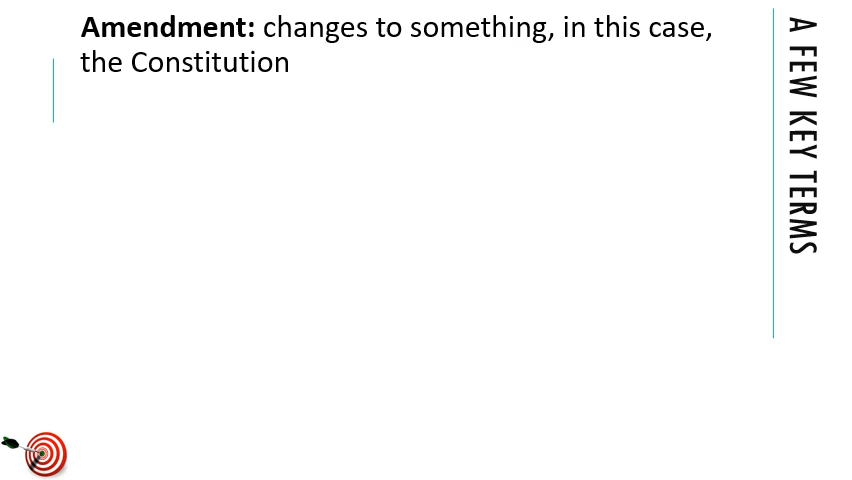 Amendment: changes to something, in this case,
the Constitution
A FEW KEY TERMS